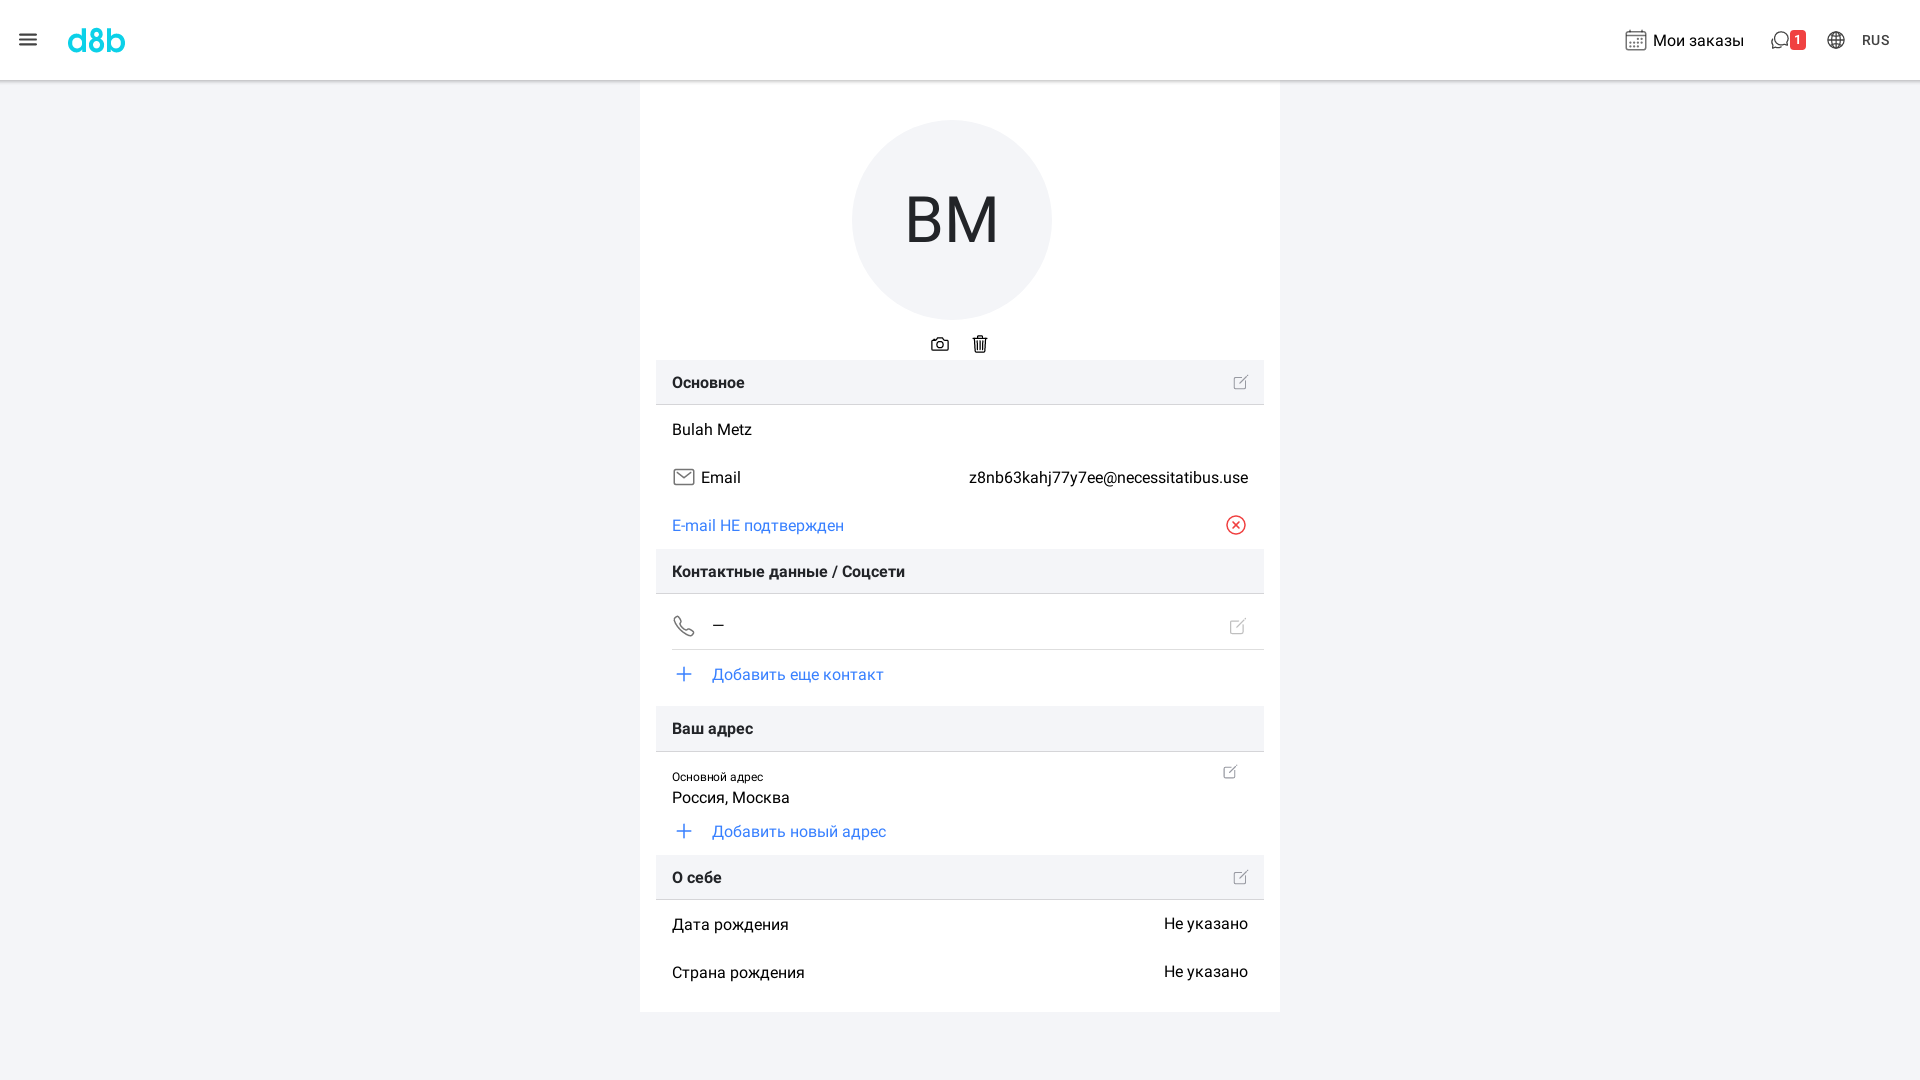 d8b
Мои заказы
1
RUS
BM
Основное
Bulah Metz
Email
z8nb63kahj77y7ee@necessitatibus.use
E-mail НЕ подтвержден
Контактные данные / Соцсети
—
Добавить еще контакт
Ваш адрес
Основной адрес
Россия, Москва
Добавить новый адрес
О себе
Дата рождения
Не указано
Страна рождения
Не указано